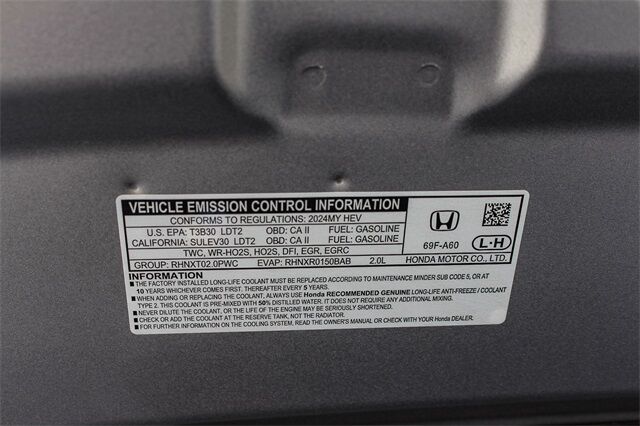 VEHICLE EMISSION CONTROL INFORMATION
CONFORMS TO REGULATIONS: 2024MY HEV
U.S. EPA: T3B30 LDT2 OBD: CA II FUEL: GASOLINE
CALIFORNIA: SULEV30 LDT2 OBD: CA II FUEL: GASOLINE
TWC, WR-HO2S, HO2S, DFI, EGR, EGRC
GROUP: RHNXT02.0PWC EVAP: RHNXR0150BAB 2.0L
69F-A60
L-H
HONDA MOTOR CO., LTD.
INFORMATION
■ THE FACTORY INSTALLED LONG-LIFE COOLANT MUST BE REPLACED ACCORDING TO MAINTENANCE MINDER SUB CODE 5, OR AT
10 YEARS WHICHEVER COMES FIRST. THEREAFTER EVERY 5 YEARS.
■ WHEN ADDING OR REPLACING THE COOLANT, ALWAYS USE Honda RECOMMENDED GENUINE LONG-LIFE ANTI-FREEZE / COOLANT
TYPE 2. THIS COOLANT IS PRE-MIXED WITH 50% DISTILLED WATER. IT DOES NOT REQUIRE ANY ADDITIONAL MIXING.
■ WITHOUT IT, THE COOLANT, OR THE LIFE OF THE ENGINE MAY BE SERIOUSLY SHORTENED.
■ CHECK OR ADD THE COOLANT AT THE RESERVE TANK, NOT THE RADIATOR.
■ FOR FURTHER INFORMATION ON THE COOLING SYSTEM, READ THE OWNER'S MANUAL OR CHECK WITH YOUR Honda DEALER.